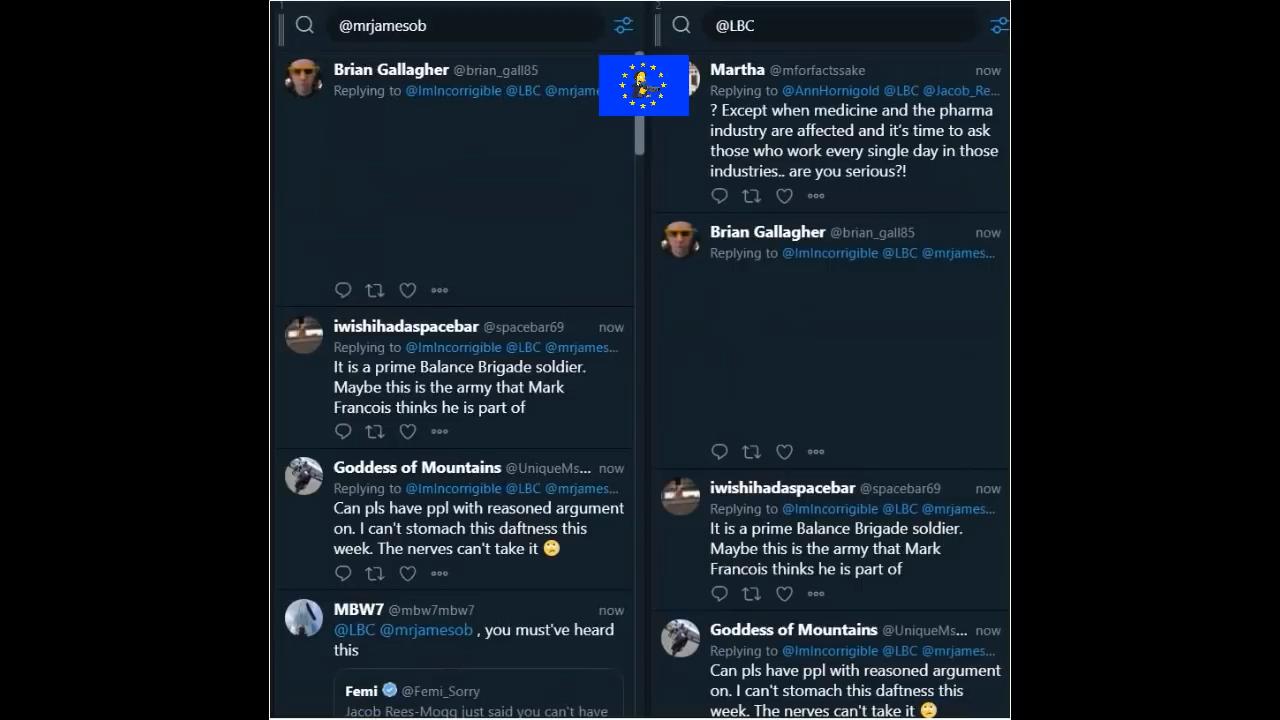 1
@mrjamesob
Brian Gallagher @brian_gall85
Replying to @ImIncorrigible @LBC @mrjame
iwishihadaspacebar @spacebar69 now
Replying to @ImIncorrigible @LBC @mrjames...
It is a prime Balance Brigade soldier.
Maybe this is the army that Mark
Francois thinks he is part of
Goddess of Mountains @UniqueMs... now
Replying to @ImIncorrigible @LBC @mrjames...
Can pls have ppl with reasoned argument
on. I can't stomach this daftness this
week. The nerves can't take it 🙄
MBW7 @mbw7mbw7 now
@LBC @mrjamesob , you must've heard
this
Femi @Femi_Sorry
Jacob Rees-Mogg just said you can't have
2
@LBC
Martha @mforfactssake now
Replying to @AnnHornigold @LBC @Jacob_Re...
? Except when medicine and the pharma
industry are affected and it's time to ask
those who work every single day in those
industries.. are you serious?!
Brian Gallagher @brian_gall85 now
Replying to @ImIncorrigible @LBC @mrjames...
iwishihadaspacebar @spacebar69 now
Replying to @ImIncorrigible @LBC @mrjames...
It is a prime Balance Brigade soldier.
Maybe this is the army that Mark
Francois thinks he is part of
Goddess of Mountains @UniqueMs... now
Replying to @ImIncorrigible @LBC @mrjames...
Can pls have ppl with reasoned argument
on. I can't stomach this daftness this
week. The nerves can't take it 🙄